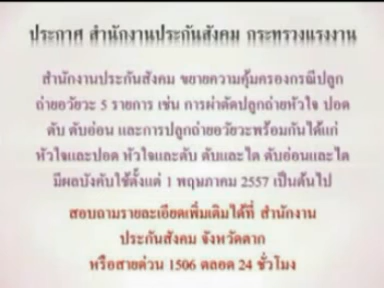 ประกาศ สำนักงานประกันสังคม กระทรวงแรงงาน
สำนักงานประกันสังคม ขยายความคุ้มครองกรณีปลูก
ถ่ายอวัยวะ 5 รายการ เช่น การผ่าตัดปลูกถ่ายหัวใจ ปอด
ตับ ตับอ่อน และการปลูกถ่ายอวัยวะพร้อมกันได้แก่
หัวใจและปอด หัวใจและตับ ตับและไต ตับอ่อนและไต
มีผลบังคับใช้ตั้งแต่ 1 พฤษภาคม 2557 เป็นต้นไป
สอบถามรายละเอียดเพิ่มเติมได้ที่ สำนักงาน
ประกันสังคม จังหวัดตาก
หรือสายด่วน 1506 ตลอด 24 ชั่วโมง